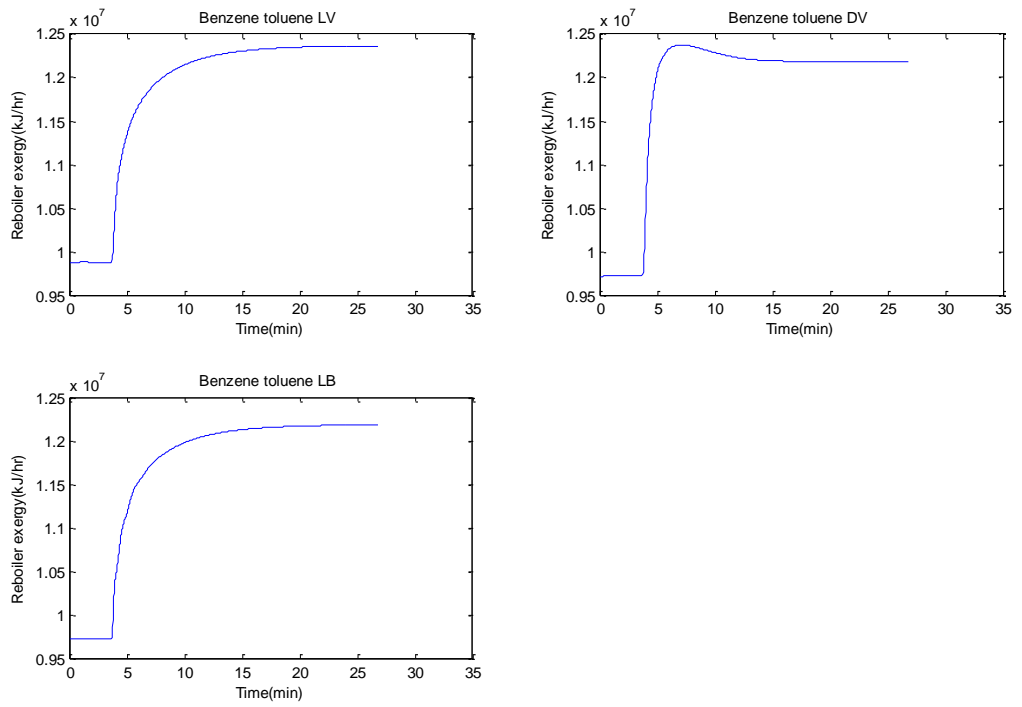 Benzene toluene LV
x 10^7
1.25
1.2
1.15
1.1
1.05
1
0.95
Reboiler exergy(kJ/hr)
0 5 10 15 20 25 30 35
Time(min)
Benzene toluene DV
x 10^7
1.25
1.2
1.15
1.1
1.05
1
0.95
Reboiler exergy(kJ/hr)
0 5 10 15 20 25 30 35
Time(min)
Benzene toluene LB
x 10^7
1.25
1.2
1.15
1.1
1.05
1
0.95
Reboiler exergy(kJ/hr)
0 5 10 15 20 25 30 35
Time(min)